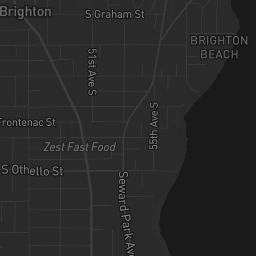 S Graham St
Brighton
BRIGHTON
BEACH
51st Ave S
55th Ave S
Frontenac St
Zest Fast Food
S Othello St
Seward Park Ave